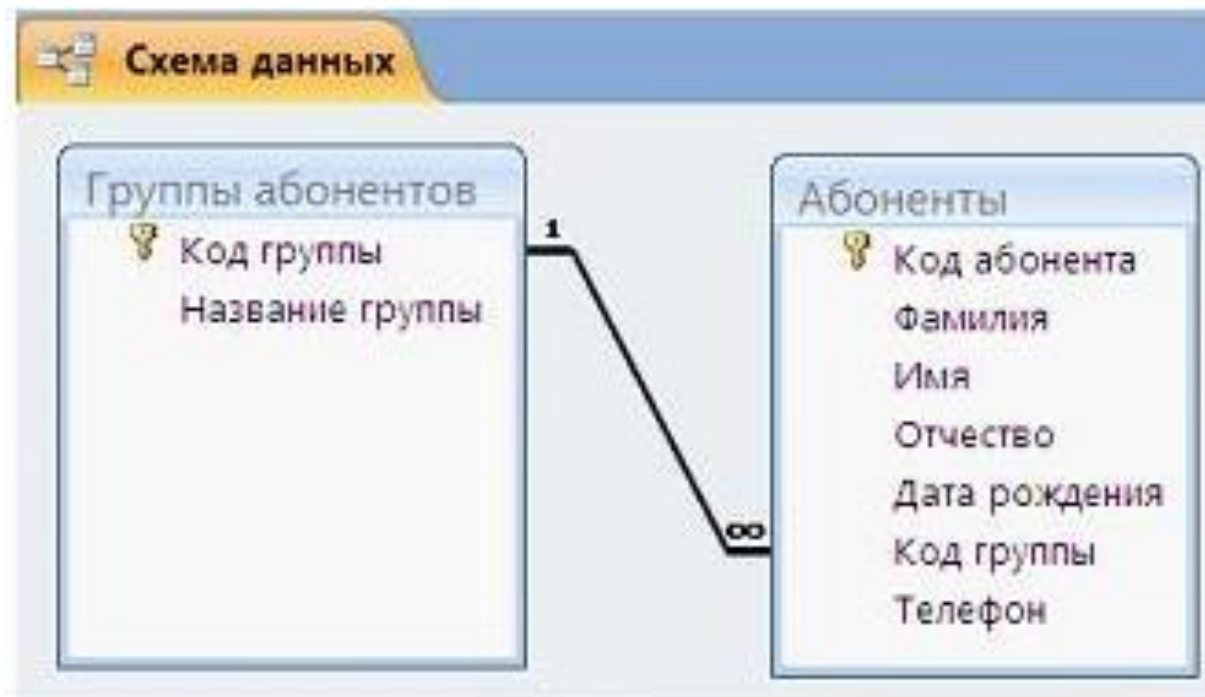 Схема данных
Группы абонентов
Код группы
Название группы
1
∞
Абоненты
Код абонента
Фамилия
Имя
Отчество
Дата рождения
Код группы
Телефон